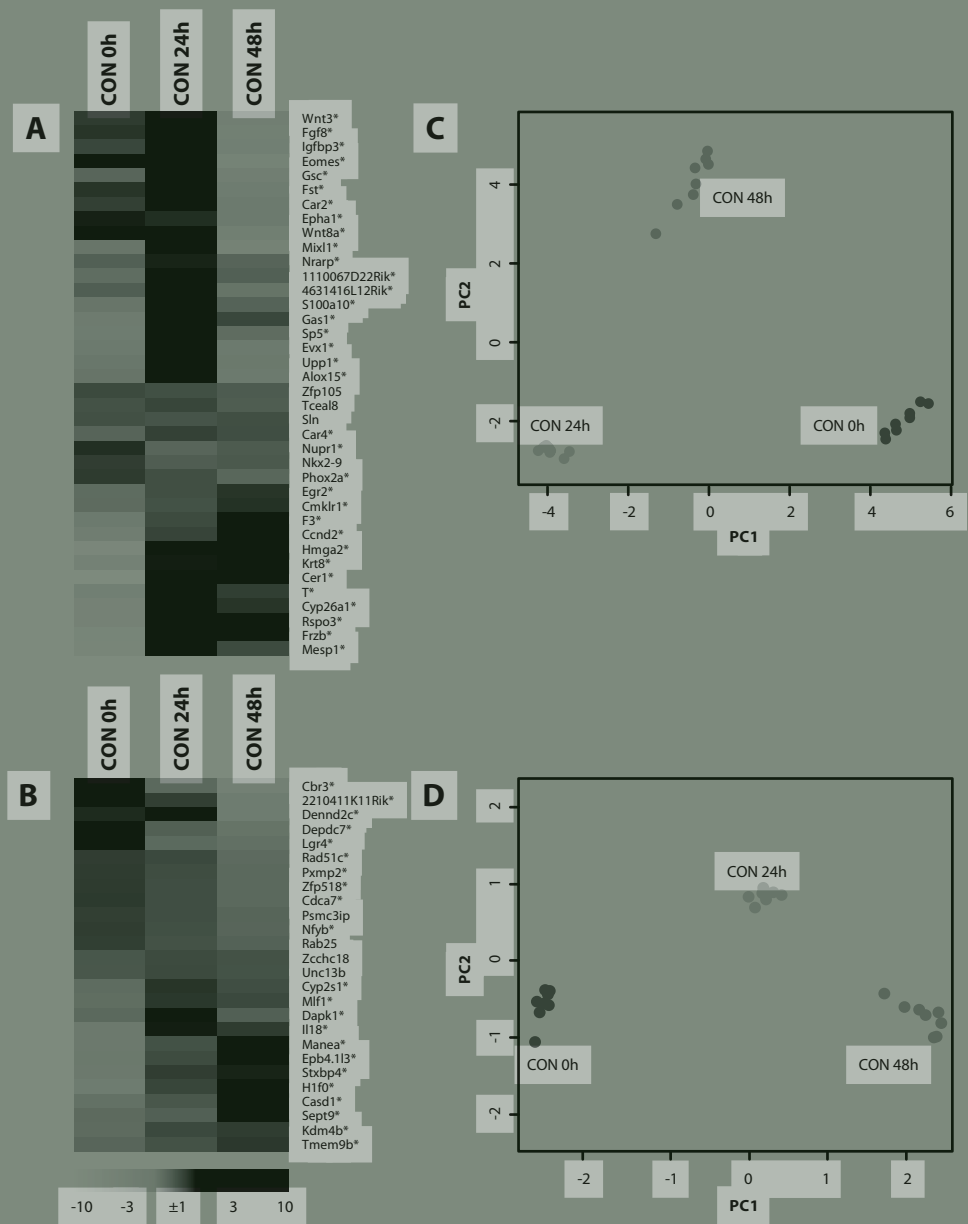 CON 0h
CON 24h
CON 48h
A
Wnt3*
Fgf8*
Igfbp3*
Eomes*
Gsc*
Fst*
Car2*
Epha1*
Wnt8a*
Mixl1*
Nrarp*
1110067D22Rik*
4631416L12Rik*
S100a10*
Gas1*
Sp5*
Evx1*
Upp1*
Alox15*
Zfp105
Tceal8
Sln
Car4*
Nupr1*
Nkx2-9
Phox2a*
Egr2*
Cmklr1*
F3*
Ccnd2*
Hmga2*
Krt8*
Cer1*
T*
Cyp26a1*
Rspo3*
Frzb*
Mesp1*
CON 0h
CON 24h
CON 48h
B
Cbr3*
2210411K11Rik*
Dennd2c*
Depdc7*
Lgr4*
Rad51c*
Pxmp2*
Zfp518*
Cdca7*
Psmc3ip
Nfyb*
Rab25
Zcchc18
Unc13b
Cyp2s1*
Mlf1*
Dapk1*
Il18*
Manea*
Epb4.1l3*
Stxbp4*
H1f0*
Casd1*
Sept9*
Kdm4b*
Tmem9b*
-10 -3 ±1 3 10
C
4
2
0
-2
PC2
CON 48h
CON 24h
CON 0h
-4 -2 0 2 4 6
PC1
D
2
1
0
-1
-2
PC2
CON 24h
CON 0h
CON 48h
-2 -1 0 1 2
PC1